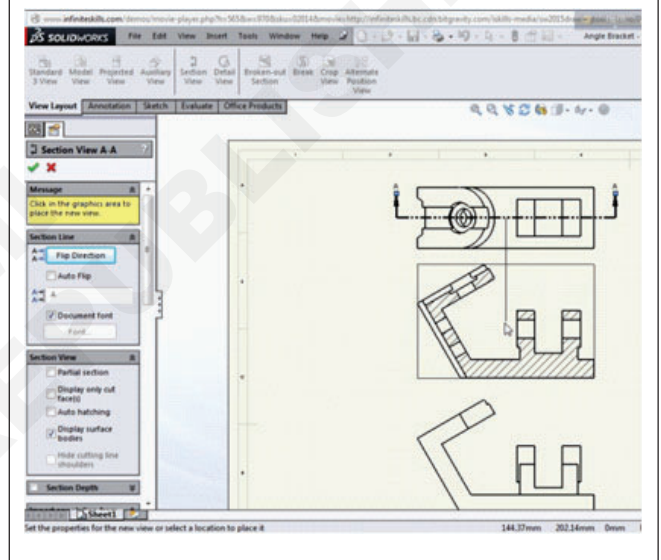 www.infiniteskills.com/demos/movie-player.php?h=
SOLIDWORKS File Edit View Insert Tools Window Help Angle Bracket -
Standard 3 View Model View Projected View Auxiliary View Section View Detail View Broken-out Section Break Crop View Alternate Position View
View Layout Annotation Sketch Evaluate Office Products
Section View A-A ?
Message
Click in the graphics area to
place the new view.
Section Line
Flip Direction
Auto Flip
A
Document font
Font...
Section View
Partial section
Display only cut
face(s)
Auto hatching
Display surface
bodies
Hide cutting line
shoulders
Section Depth
A A
Sheet1
Set the properties for the new view or select a location to place it 144.37mm 202.14mm 0mm